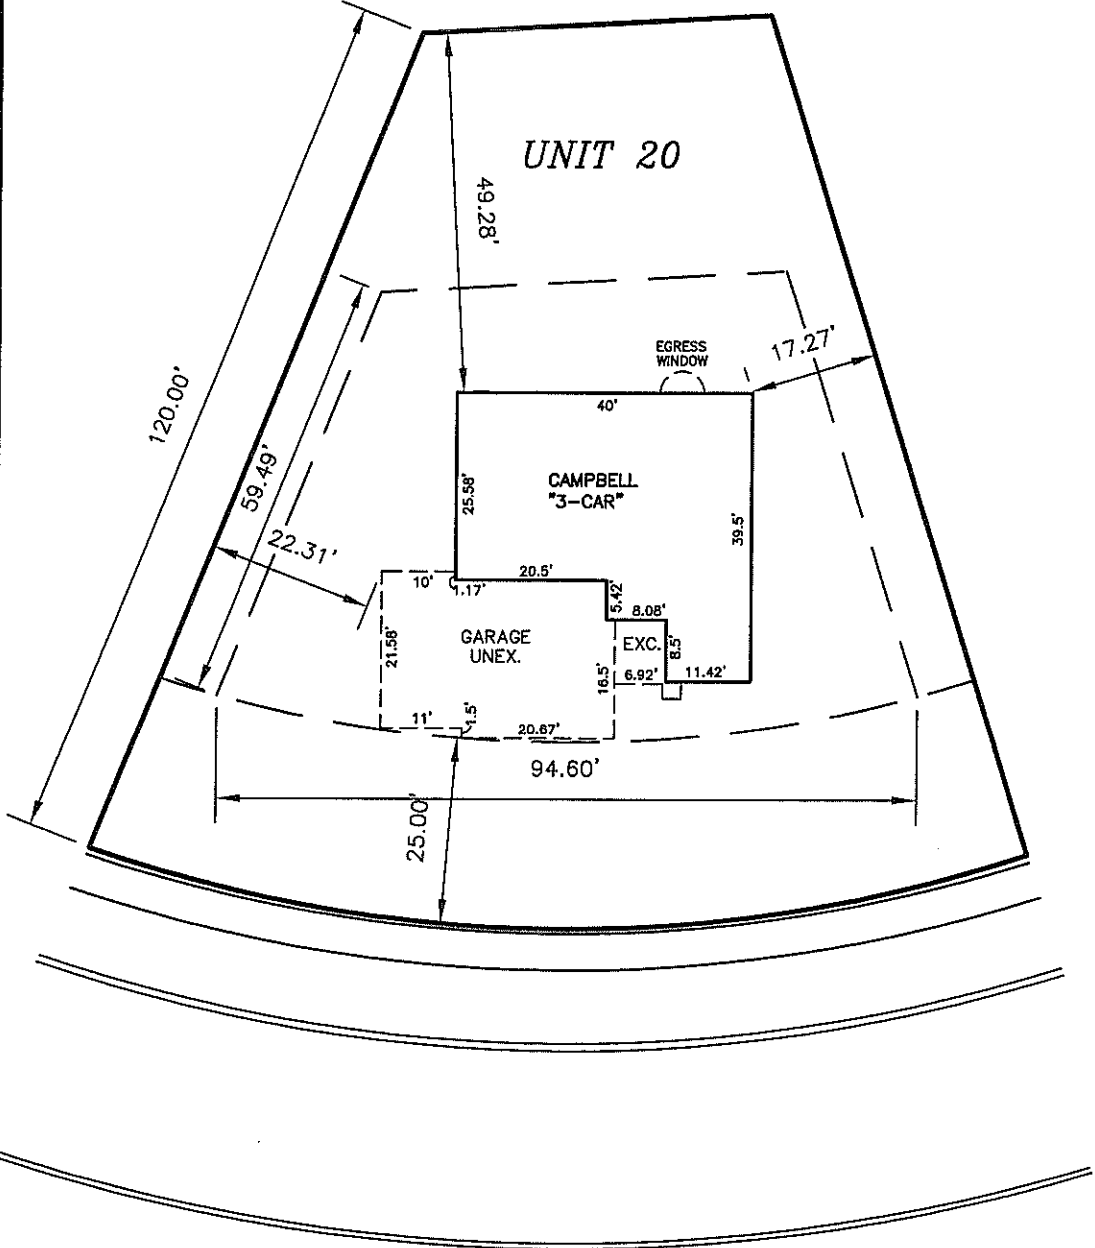 UNIT 20
49.28'
EGRESS
WINDOW
17.27'
120.00'
40'
CAMPBELL
"3-CAR"
25.58'
59.49'
39.5'
22.31'
10'
1.17'
20.5'
5.42'
8.08'
GARAGE
UNEX.
EXC.
8.5'
21.58'
16.5'
6.92'
11.42'
11'
1.5'
20.67'
94.60'
25.00'